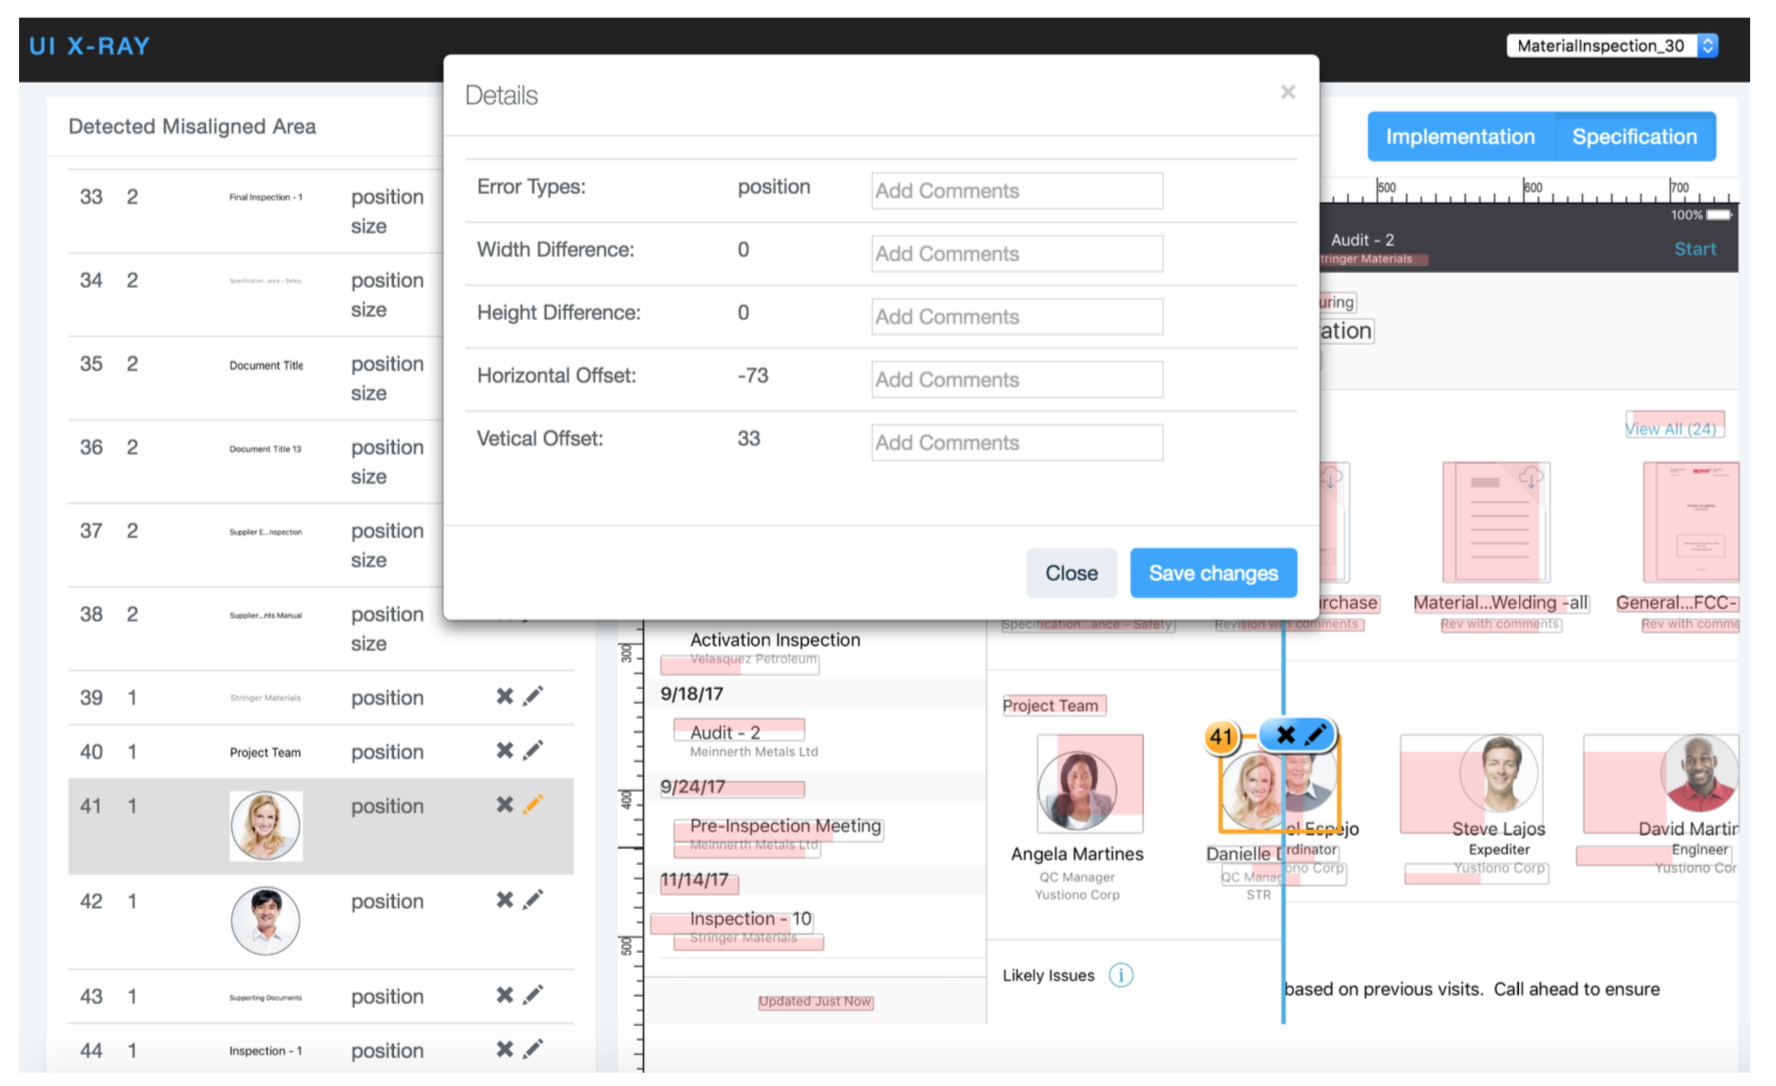 UI X-RAY
MaterialInspection_30
Details
×
Detected Misaligned Area
Implementation
Specification
33 2 Final Inspection - 1 position
size
34 2 Specification...ance - Safety position
size
35 2 Document Title position
size
36 2 Document Title 13 position
size
37 2 Supplier E...nspection position
size
38 2 Supplier...nts Manual position
size
39 1 Stringer Materials position
40 1 Project Team position
41 1 position
42 1 position
43 1 Supporting Documents position
44 1 Inspection - 1 position
Error Types: position Add Comments
Width Difference: 0 Add Comments
Height Difference: 0 Add Comments
Horizontal Offset: -73 Add Comments
Vetical Offset: 33 Add Comments
Close
Save changes
500 600 700
100%
Audit - 2
Start
tringer Materials
uring
ation
View All (24)
rchase
Material...Welding -all
General...FCC-
Specification...ance - Safety
Revision with comments
Rev with comments
Rev with comme
300
400
500
Activation Inspection
Velasquez Petroleum
9/18/17
Audit - 2
Meinnerth Metals Ltd
9/24/17
Pre-Inspection Meeting
Meinnerth Metals Ltd
11/14/17
Inspection - 10
Stringer Materials
Updated Just Now
Project Team
41
Angela Martines
QC Manager
Yustiono Corp
Danielle
QC Manag
STR
ol Espejo
rdinator
ono Corp
Steve Lajos
Expediter
Yustiono Corp
David Martin
Engineer
Yustiono Cor
Likely Issues i
based on previous visits. Call ahead to ensure